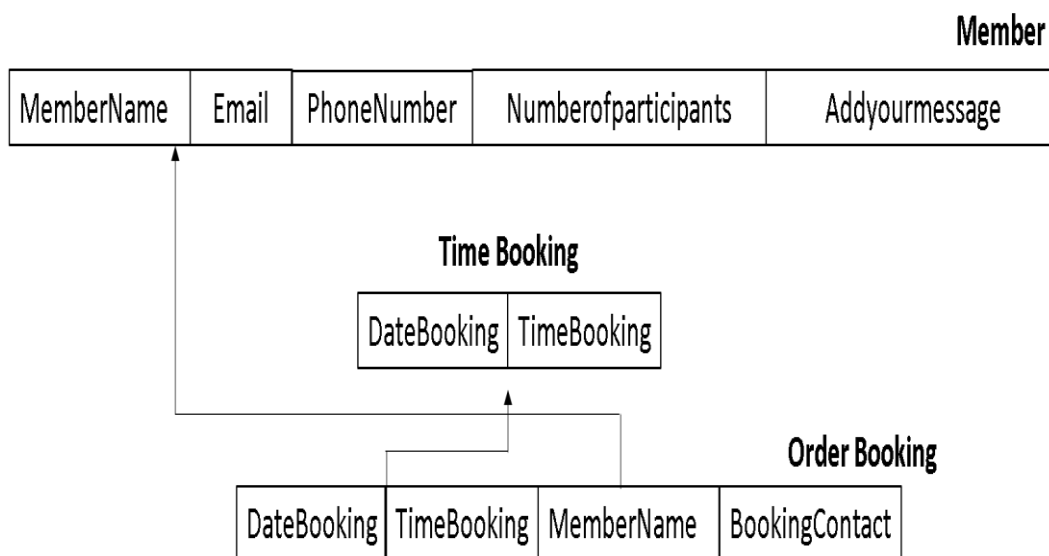 Member
MemberName Email PhoneNumber Numberofparticipants Addyourmessage
Time Booking
DateBooking TimeBooking
Order Booking
DateBooking TimeBooking MemberName BookingContact